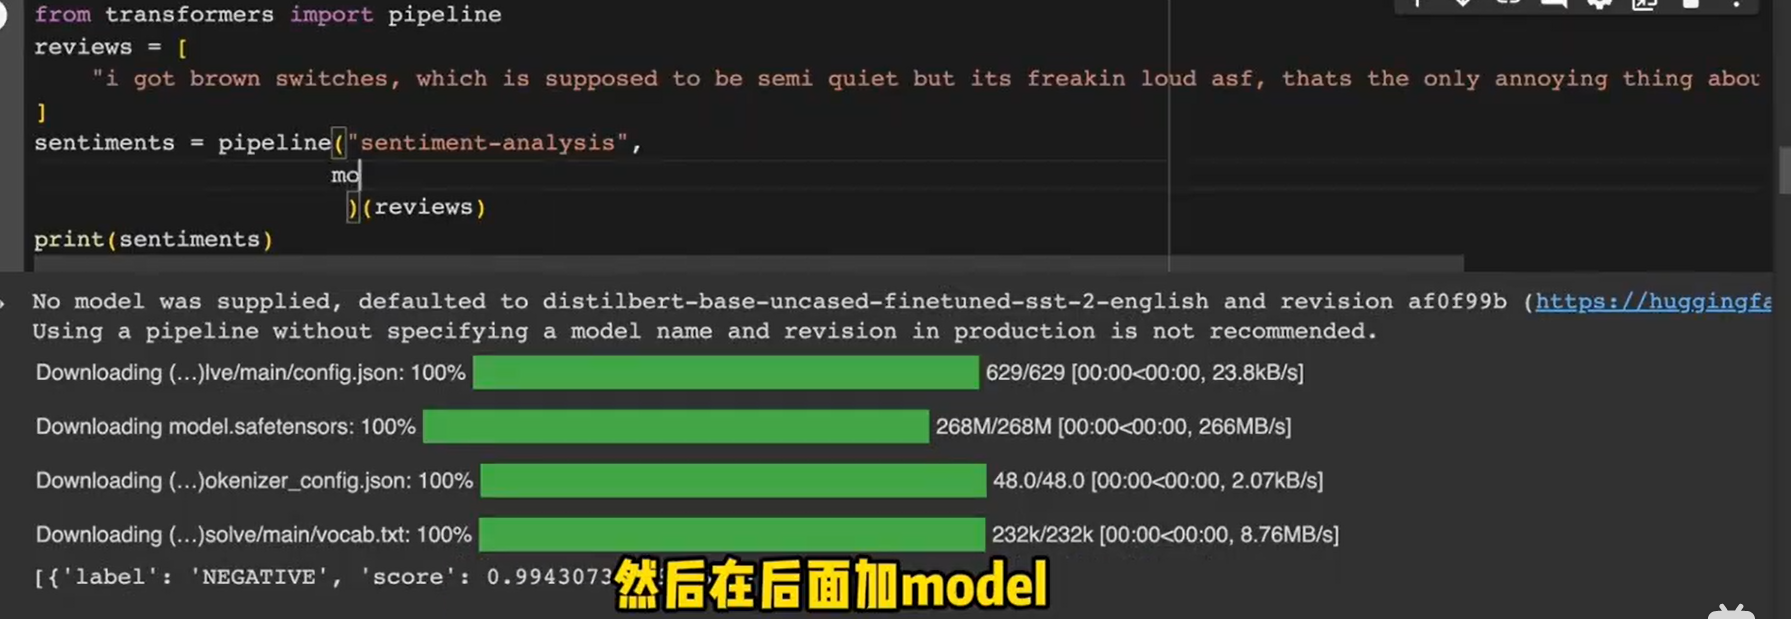 from transformers import pipeline
reviews = [
"i got brown switches, which is supposed to be semi quiet but its freakin loud asf, thats the only annoying thing abou
]
sentiments = pipeline("sentiment-analysis",
mo
)(reviews)
print(sentiments)
No model was supplied, defaulted to distilbert-base-uncased-finetuned-sst-2-english and revision af0f99b (https://huggingfa
Using a pipeline without specifying a model name and revision in production is not recommended.
Downloading (…)lve/main/config.json: 100% 629/629 [00:00<00:00, 23.8kB/s]
Downloading model.safetensors: 100% 268M/268M [00:00<00:00, 266MB/s]
Downloading (…)okenizer_config.json: 100% 48.0/48.0 [00:00<00:00, 2.07kB/s]
Downloading (…)solve/main/vocab.txt: 100% 232k/232k [00:00<00:00, 8.76MB/s]
[{'label': 'NEGATIVE', 'score': 0.9943073
然后在后面加model